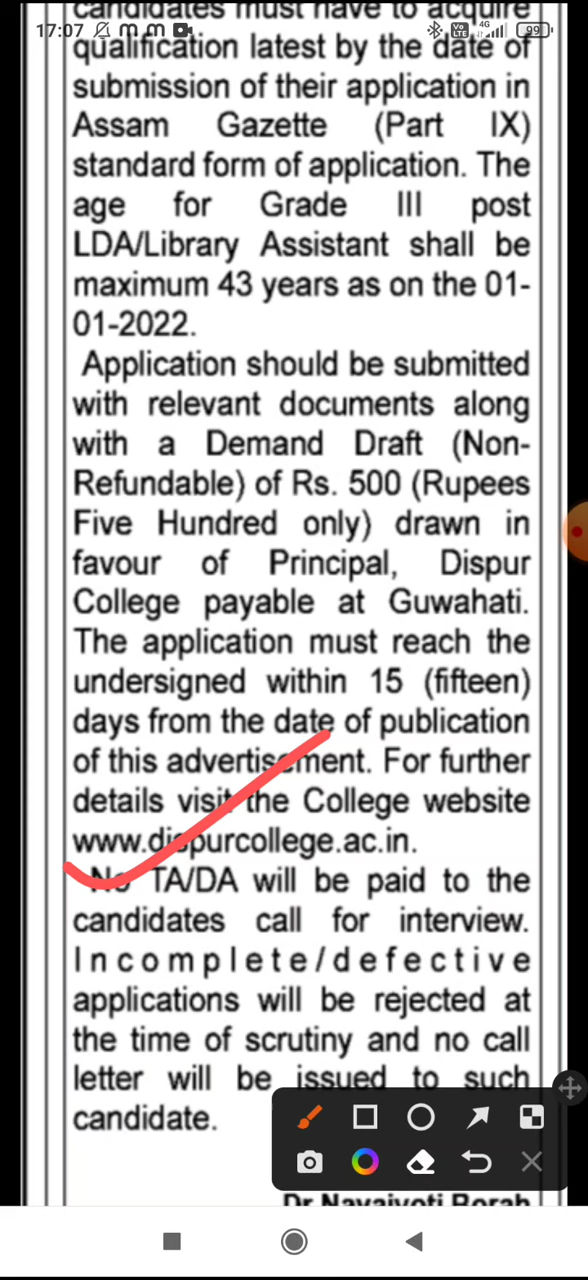 candidates must have to acquire
17:07
4G
Vo
LTE
99
qualification latest by the date of
submission of their application in
Assam Gazette (Part IX)
standard form of application. The
age for Grade III post
LDA/Library Assistant shall be
maximum 43 years as on the 01-
01-2022.
Application should be submitted
with relevant documents along
with a Demand Draft (Non-
Refundable) of Rs. 500 (Rupees
Five Hundred only) drawn in
favour of Principal, Dispur
College payable at Guwahati.
The application must reach the
undersigned within 15 (fifteen)
days from the date of publication
of this advertisement. For further
details visit the College website
www.dispurcollege.ac.in.
No TA/DA will be paid to the
candidates call for interview.
Incomplete/defective
applications will be rejected at
the time of scrutiny and no call
letter will be issued to such
candidate.
Dr Navajyoti Borah